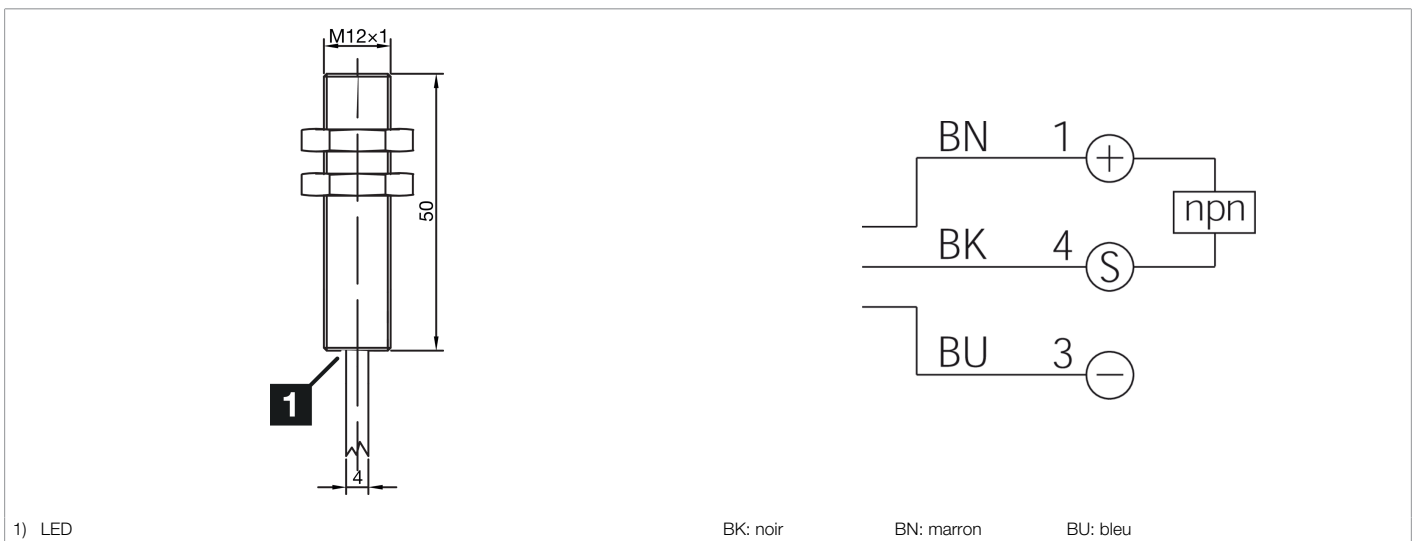 M12×1
50
1
4
BN 1 +
npn
BK 4 S
BU 3 −
1) LED
BK: noir BN: marron BU: bleu